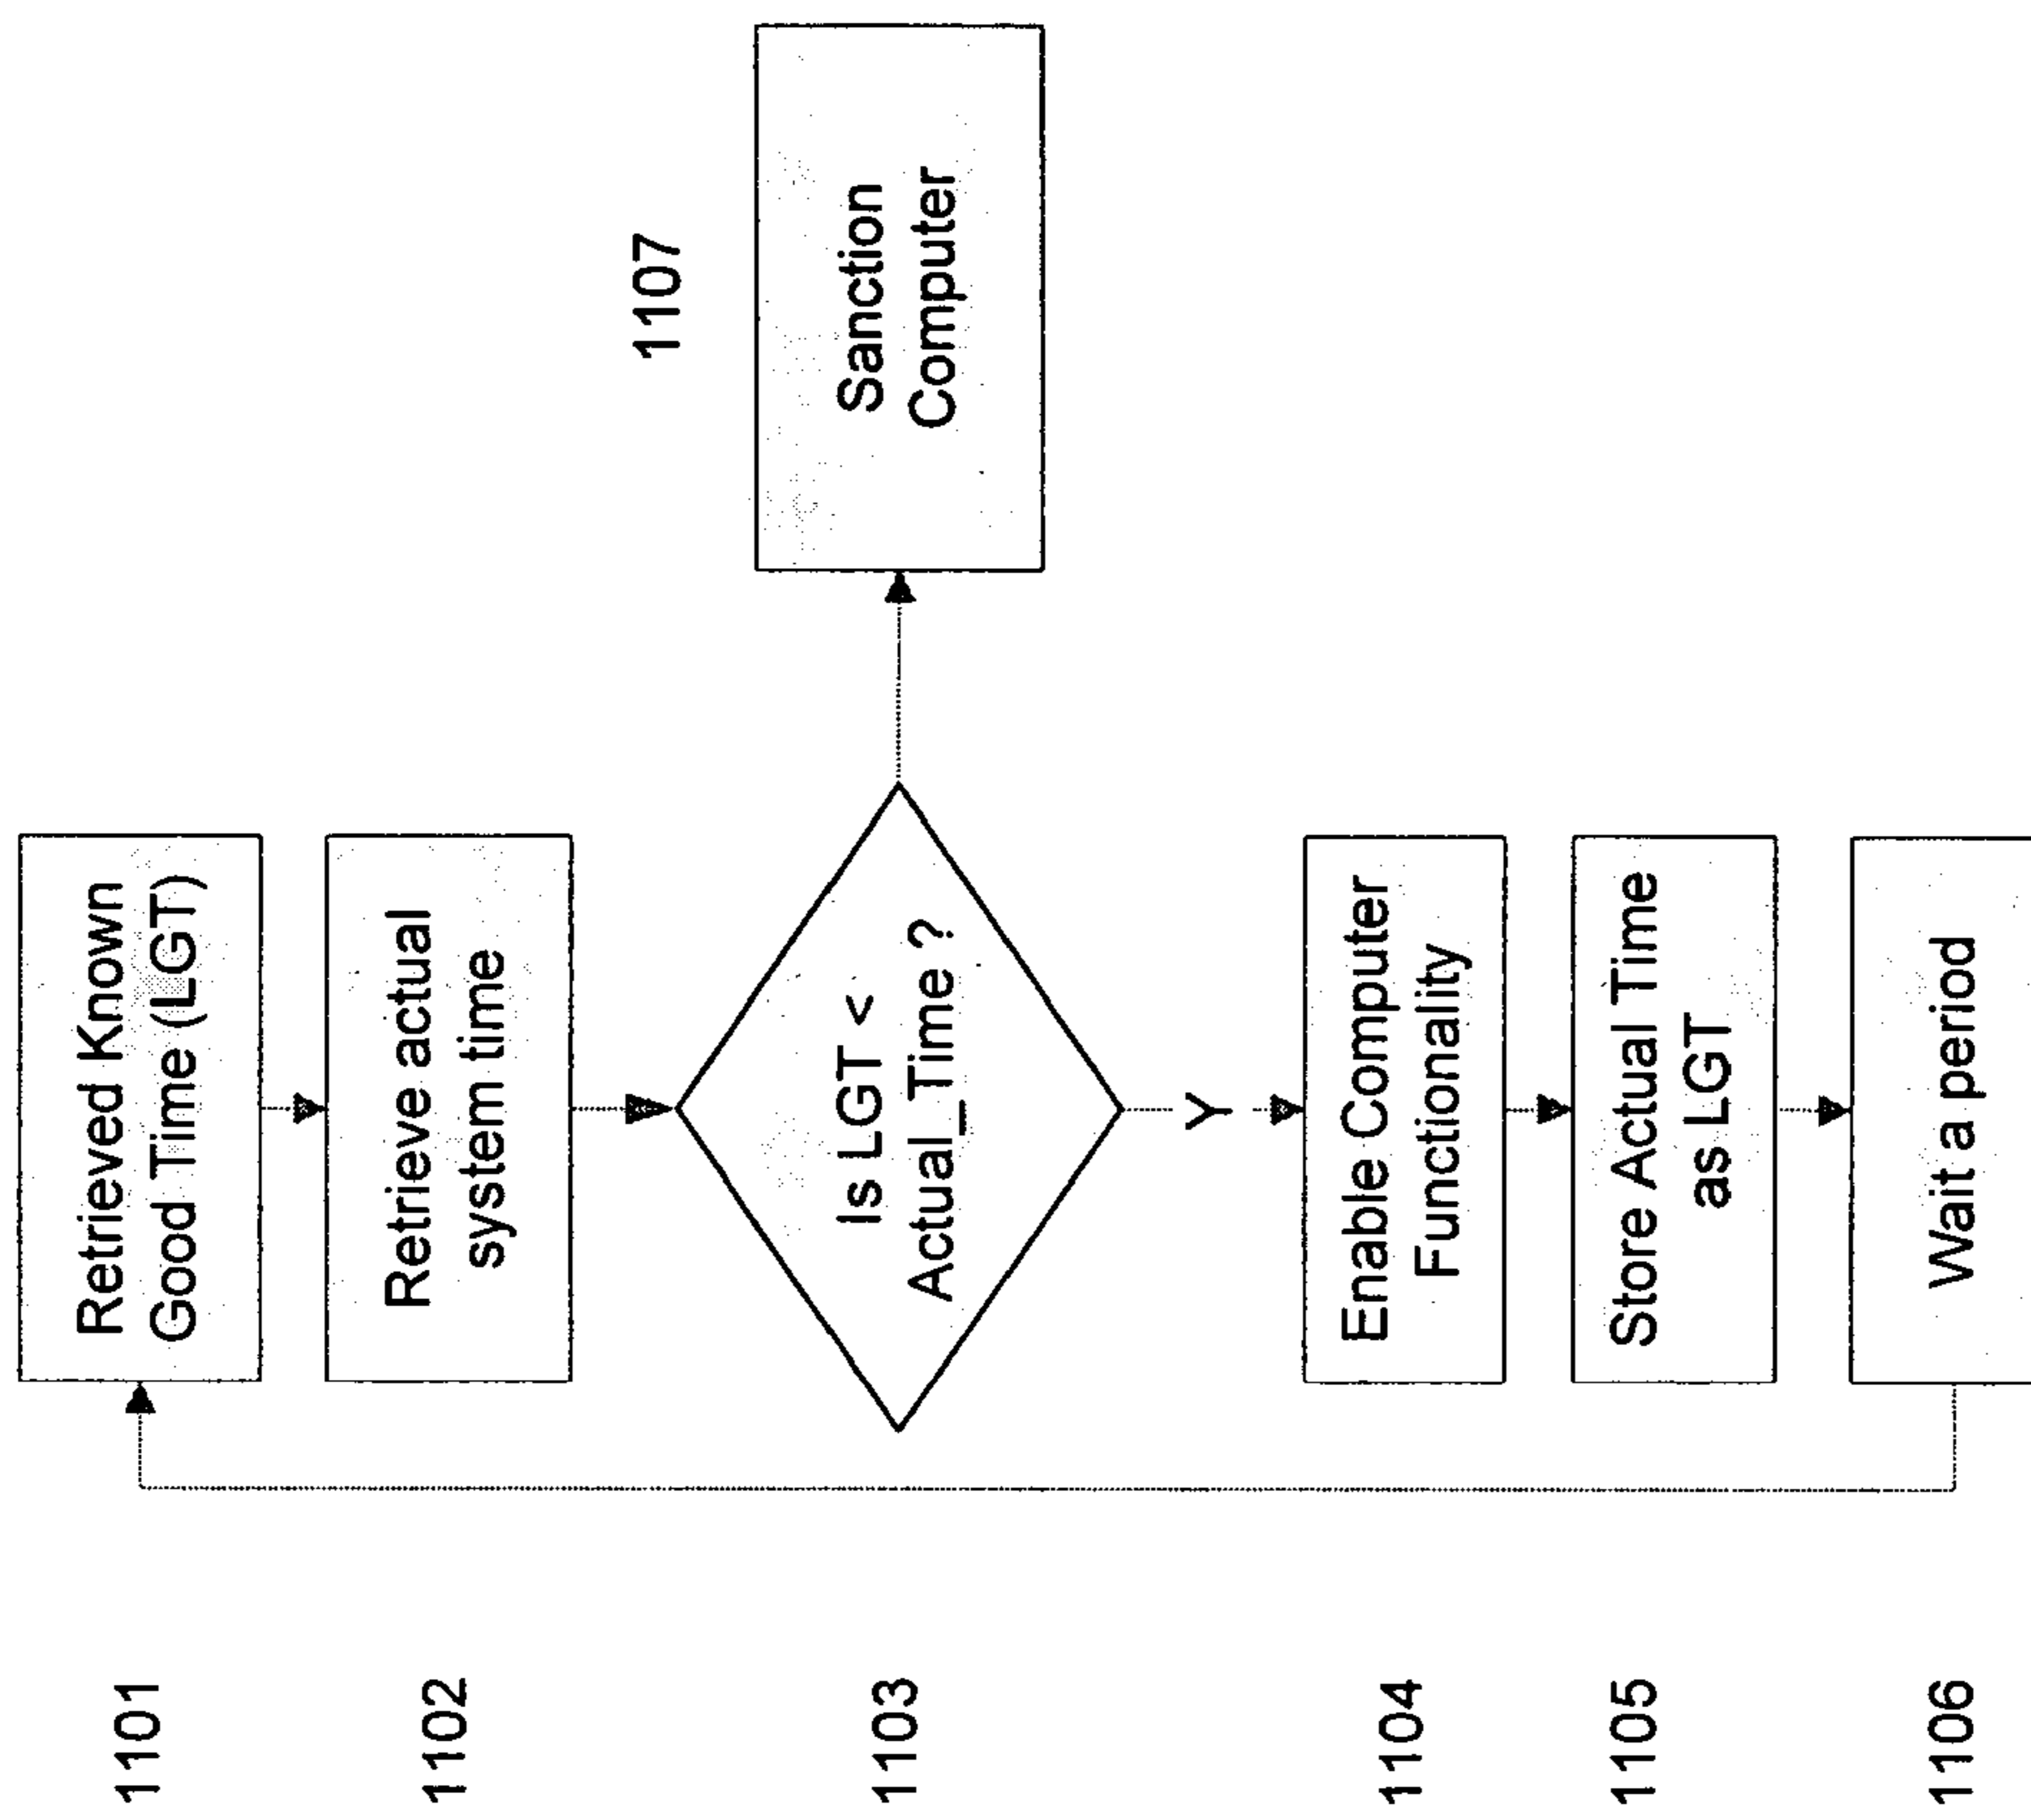 1101
Retrieved Known
Good Time (LGT)
1102
Retrieve actual
system time
1103
Is LGT <
Actual_Time ?
1107
Sanction
Computer
Y
1104
Enable Computer
Functionality
1105
Store Actual Time
as LGT
1106
Wait a period